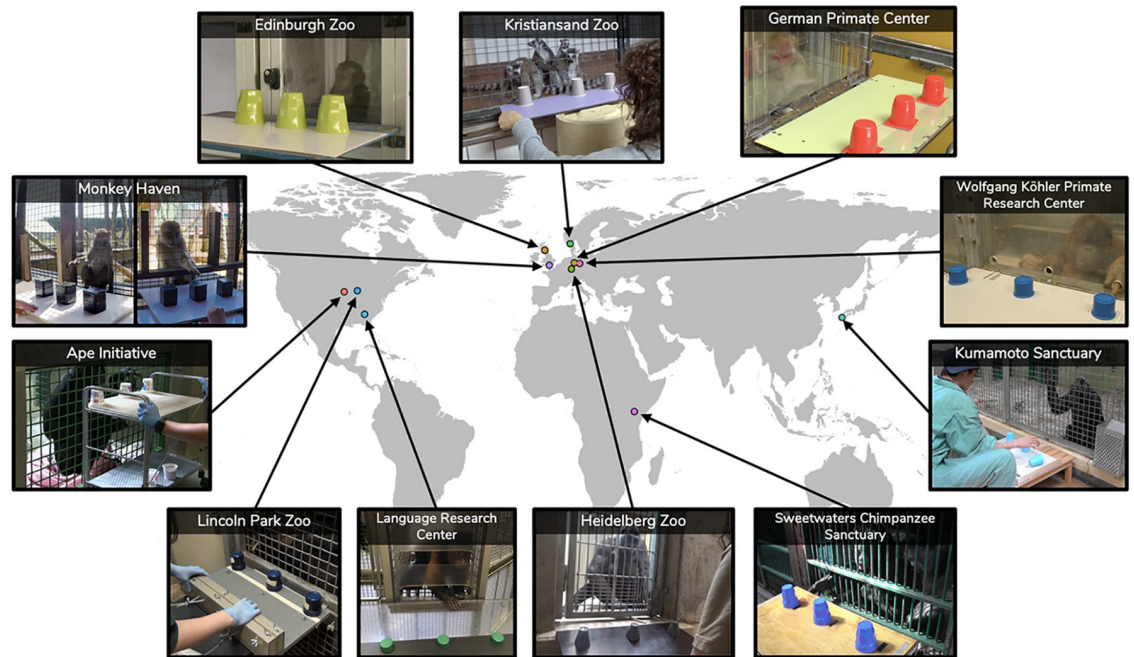 Edinburgh Zoo
Kristiansand Zoo
German Primate Center
Monkey Haven
Wolfgang Köhler Primate
Research Center
Ape Initiative
Kumamoto Sanctuary
Lincoln Park Zoo
Language Research
Center
Heidelberg Zoo
Sweetwaters Chimpanzee
Sanctuary